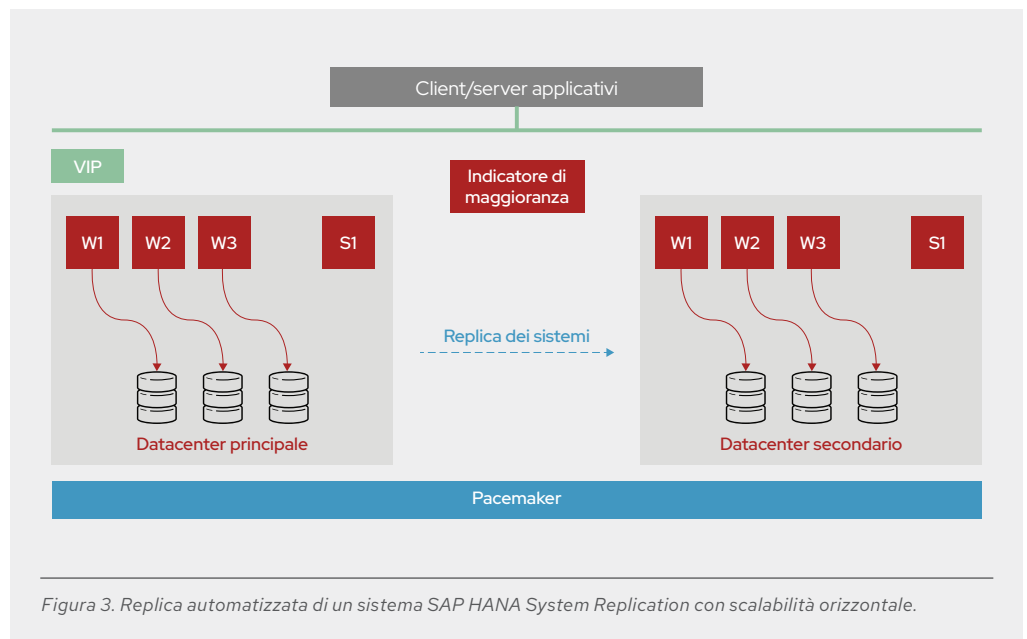 Client/server applicativi
VIP
Indicatore di
maggioranza
W1
W2
W3
S1
W1
W2
W3
S1
Replica dei sistemi
Datacenter principale
Datacenter secondario
Pacemaker
Figura 3. Replica automatizzata di un sistema SAP HANA System Replication con scalabilità orizzontale.